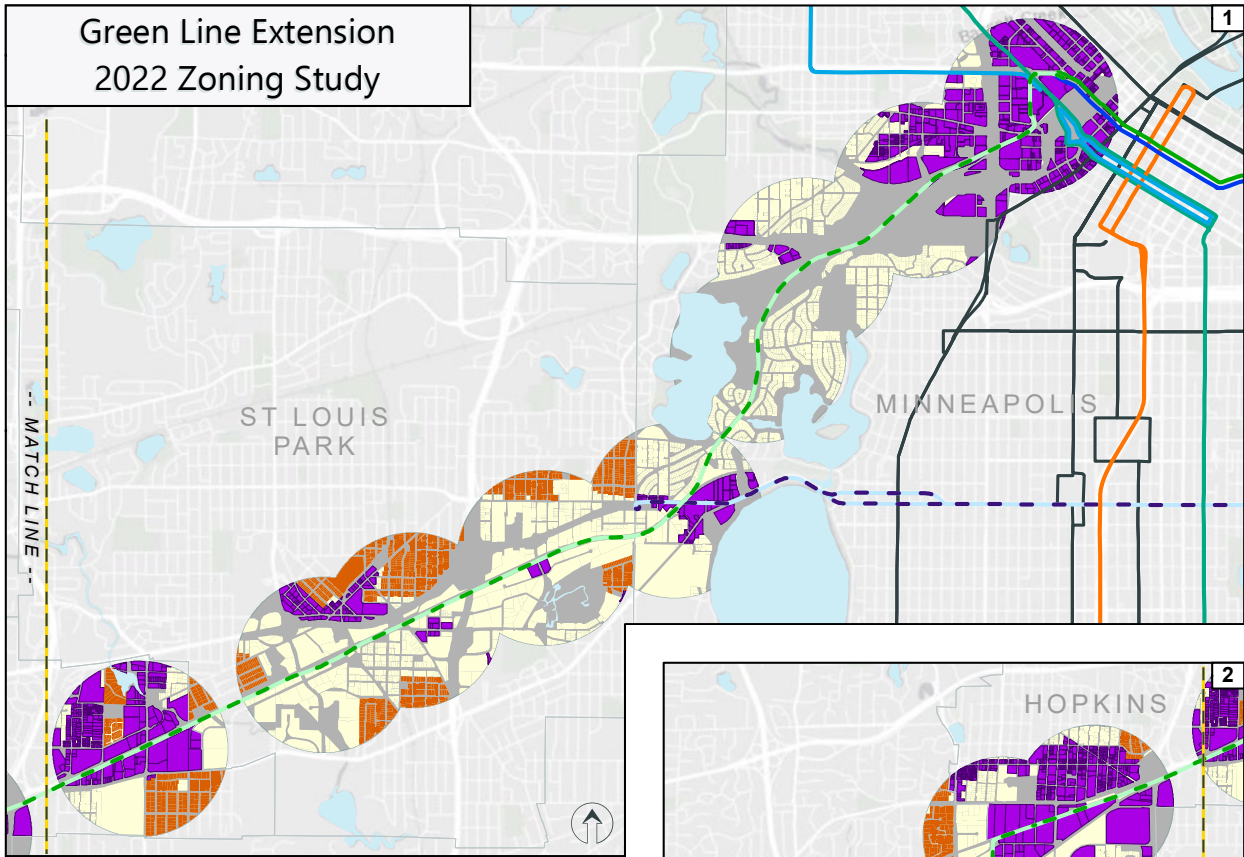 Green Line Extension
2022 Zoning Study
1
ST LOUIS
PARK
MINNEAPOLIS
-- MATCH LINE --
2
HOPKINS